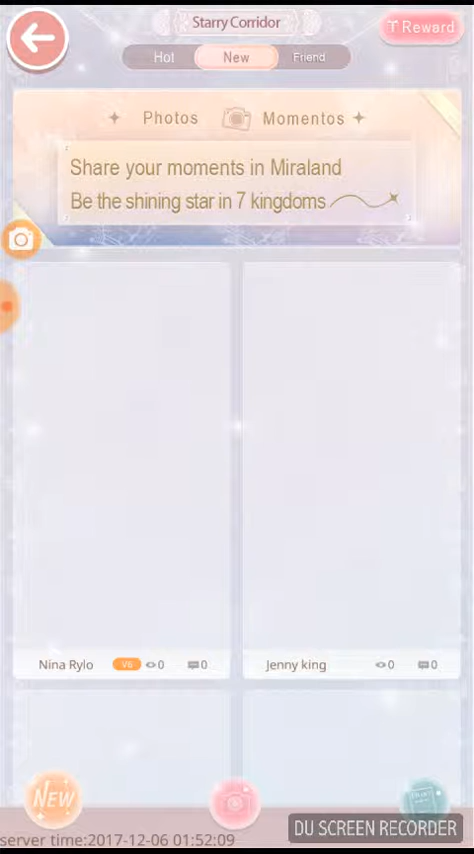 Starry Corridor
Reward
Hot New Friend
Photos Momentos
Share your moments in Miraland
Be the shining star in 7 kingdoms
Nina Rylo V6 0 0
Jenny king 0 0
NEW
server time:2017-12-06 01:52:09
DU SCREEN RECORDER